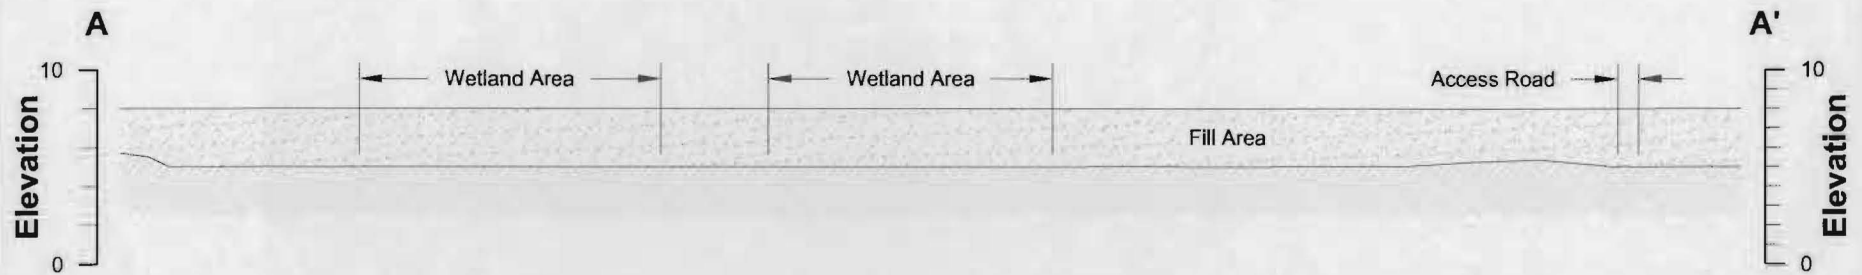 A A'
10 Wetland Area Wetland Area Access Road 10
Elevation Fill Area Elevation
0 0